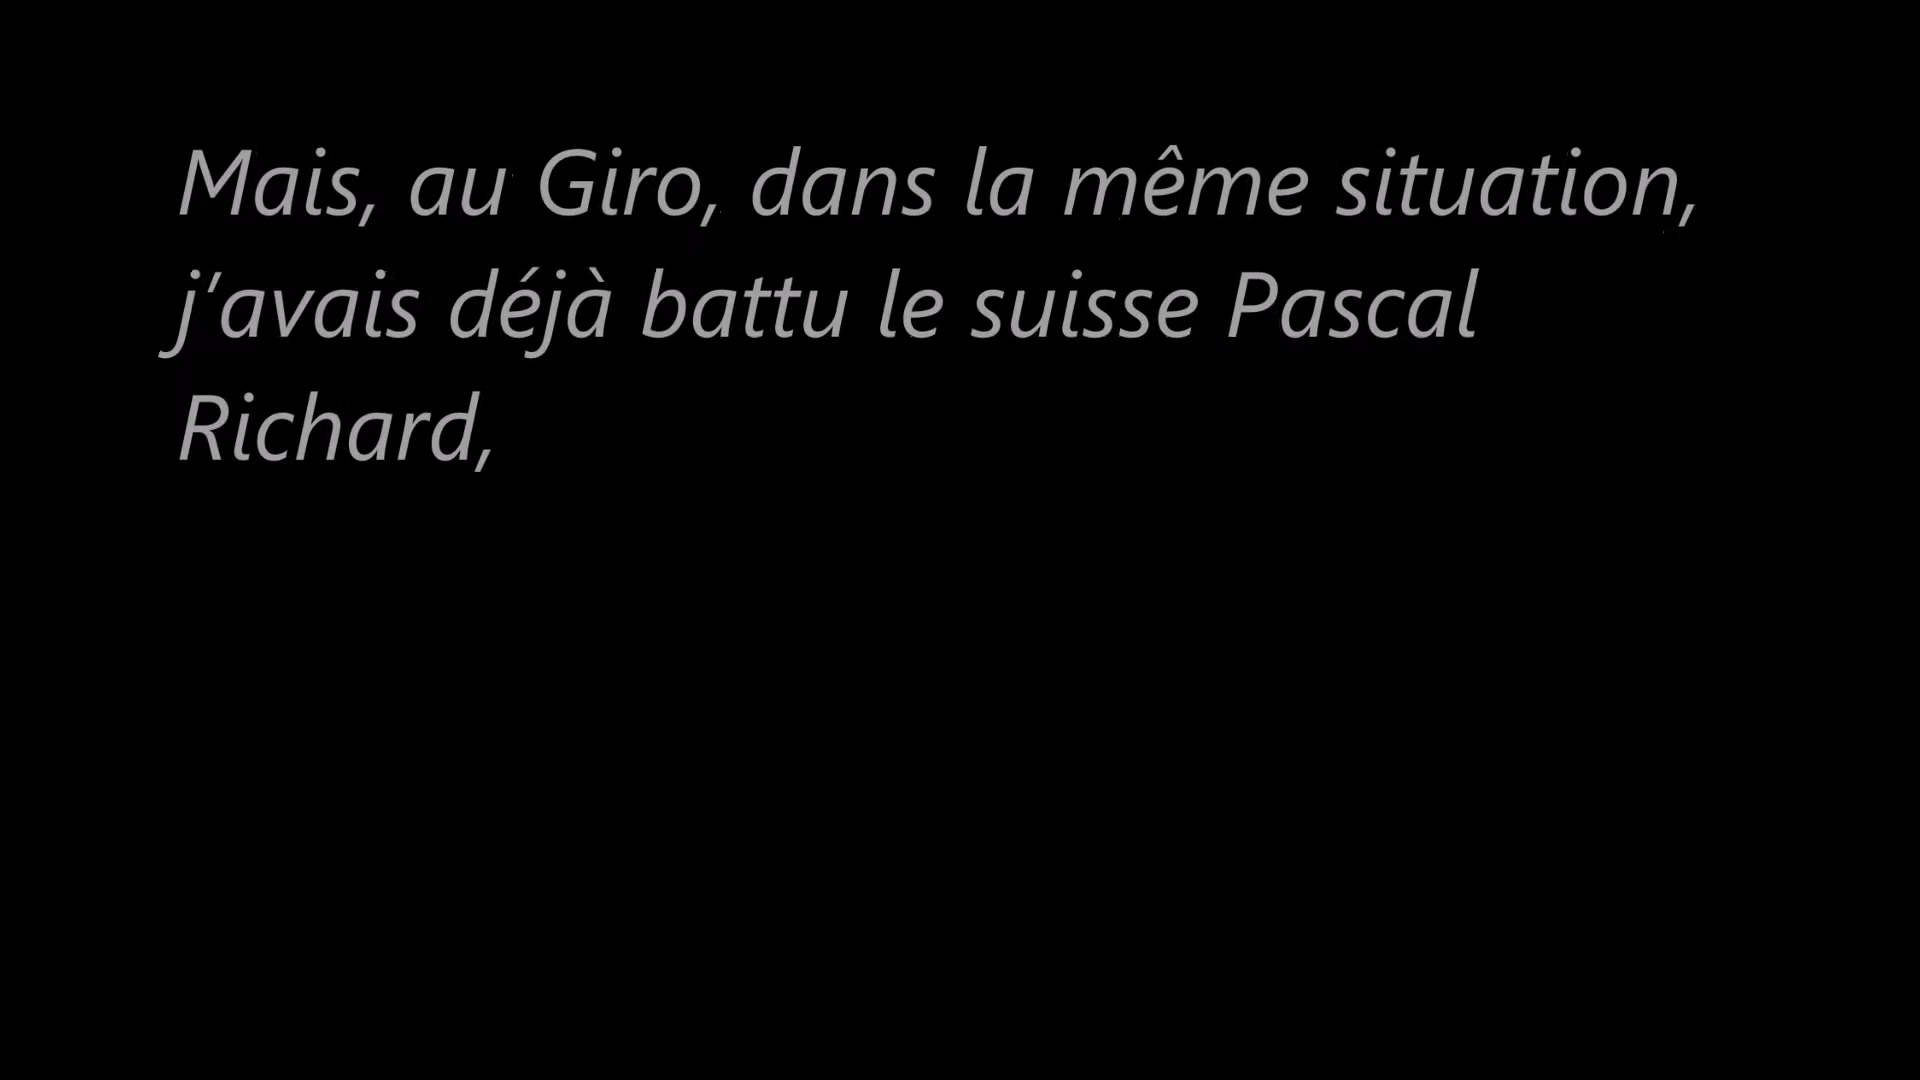 Mais, au Giro, dans la même situation,
j'avais déjà battu le suisse Pascal
Richard,